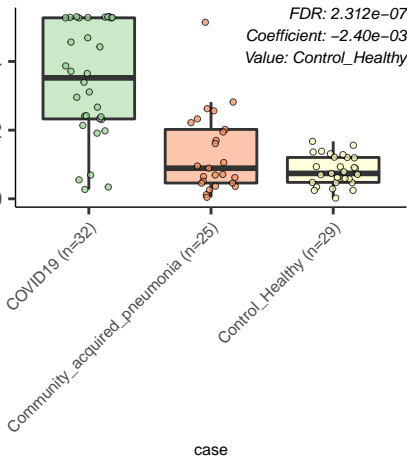 FDR: 2.312e−07
Coefficient: −2.40e−03
Value: Control_Healthy
COVID19 (n=32)
Community_acquired_pneumonia (n=25)
Control_Healthy (n=29)
case